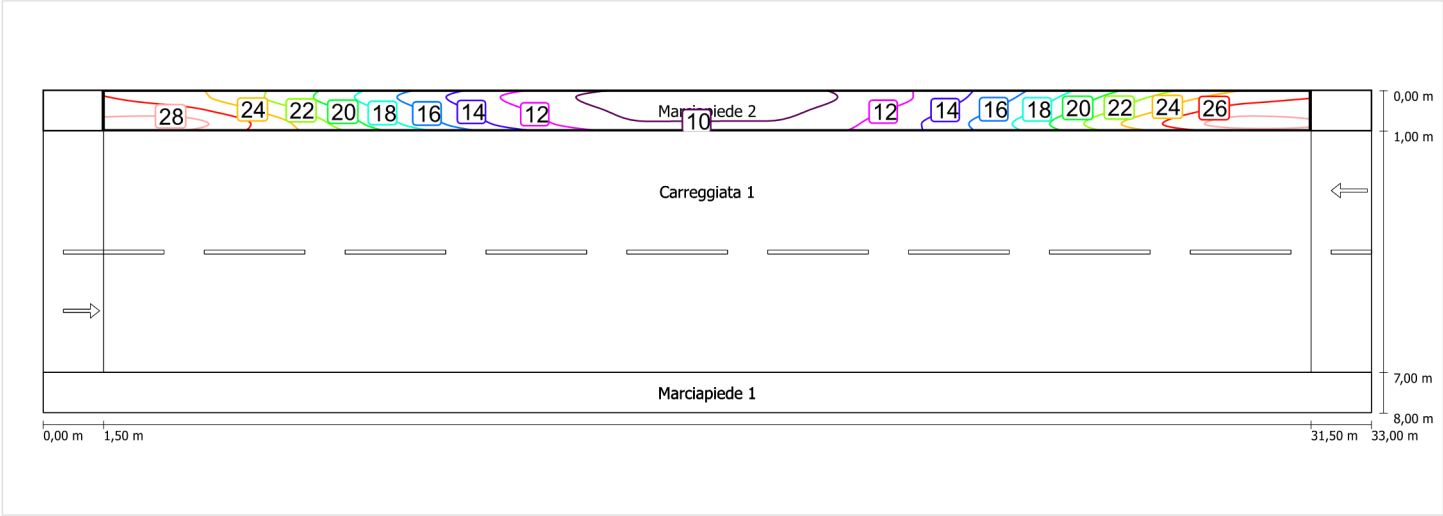 0,00 m
28 24 22 20 18 16 14 12 Marciapiede 2 10 12 14 16 18 20 22 24 26
1,00 m
Carreggiata 1
7,00 m
Marciapiede 1
8,00 m
0,00 m 1,50 m 31,50 m 33,00 m